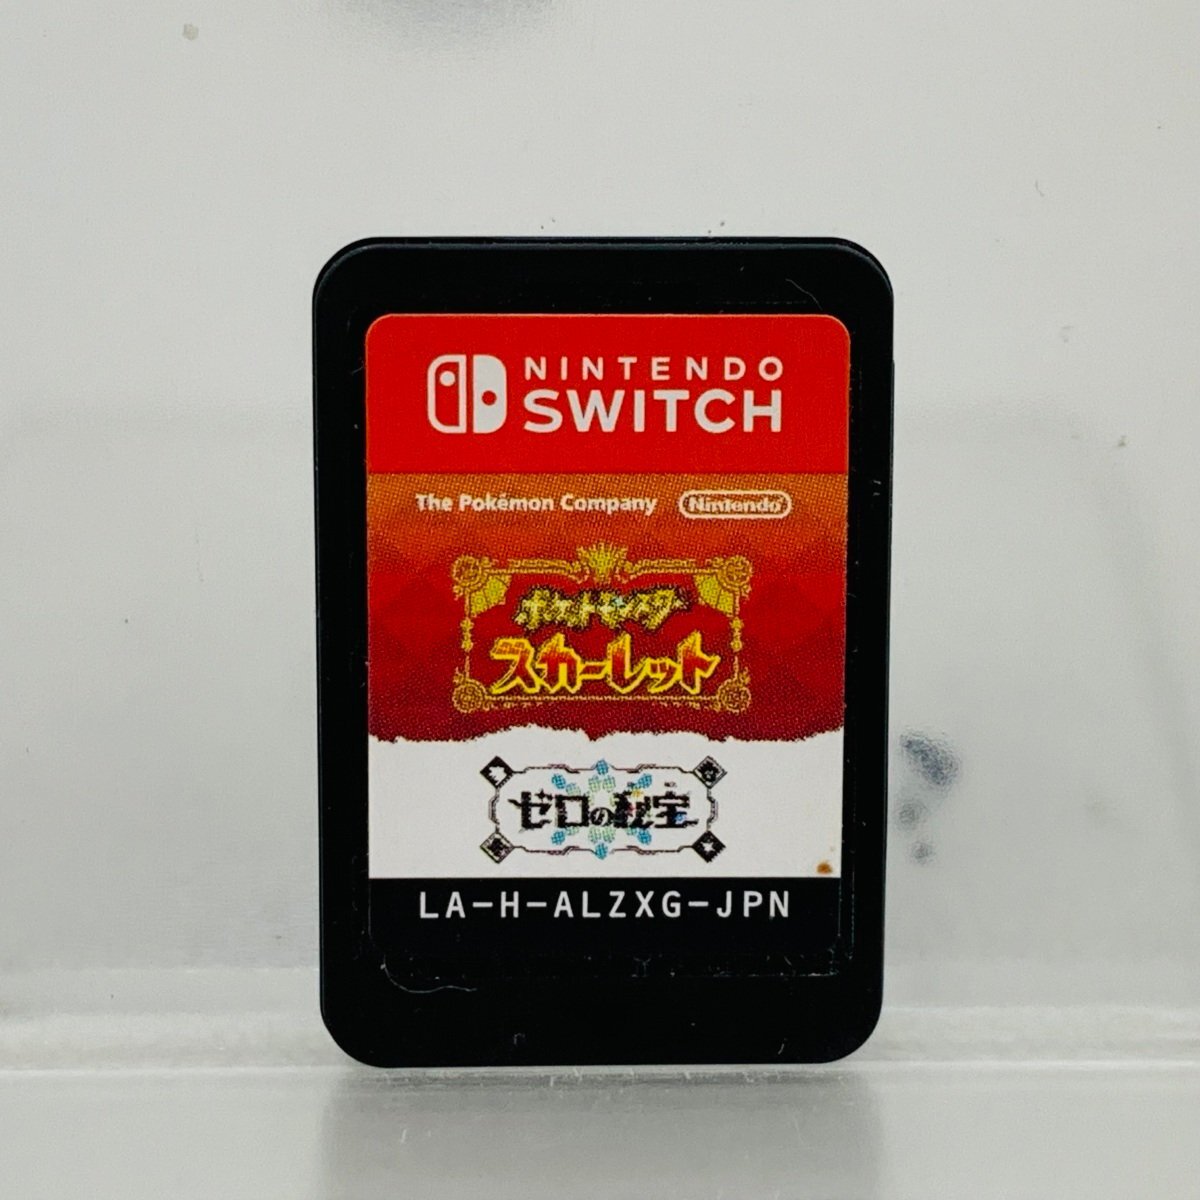 NINTENDO
SWITCH
The Pokémon Company Nintendo
ポケットモンスター
スカーレット
ゼロの秘宝
LA-H-ALZXG-JPN